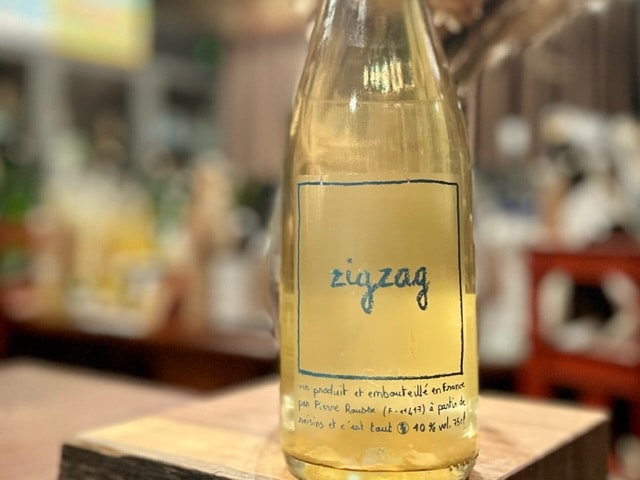 zigzag
vin produit et embouteillé en France
par Pierre Rousse (F-11417) à partir de
raisins et c'est tout 10% vol. 75cl